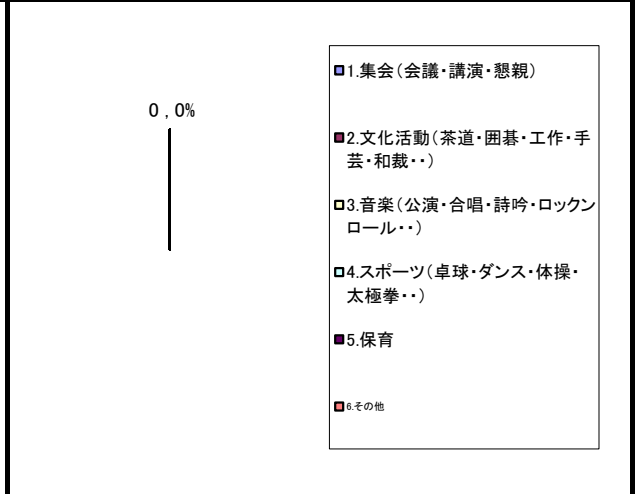 0 , 0%
1.集会(会議・講演・懇親)
2.文化活動(茶道・囲碁・工作・手
芸・和裁・・)
3.音楽(公演・合唱・詩吟・ロックン
ロール・・)
4.スポーツ(卓球・ダンス・体操・
太極拳・・)
5.保育
6.その他